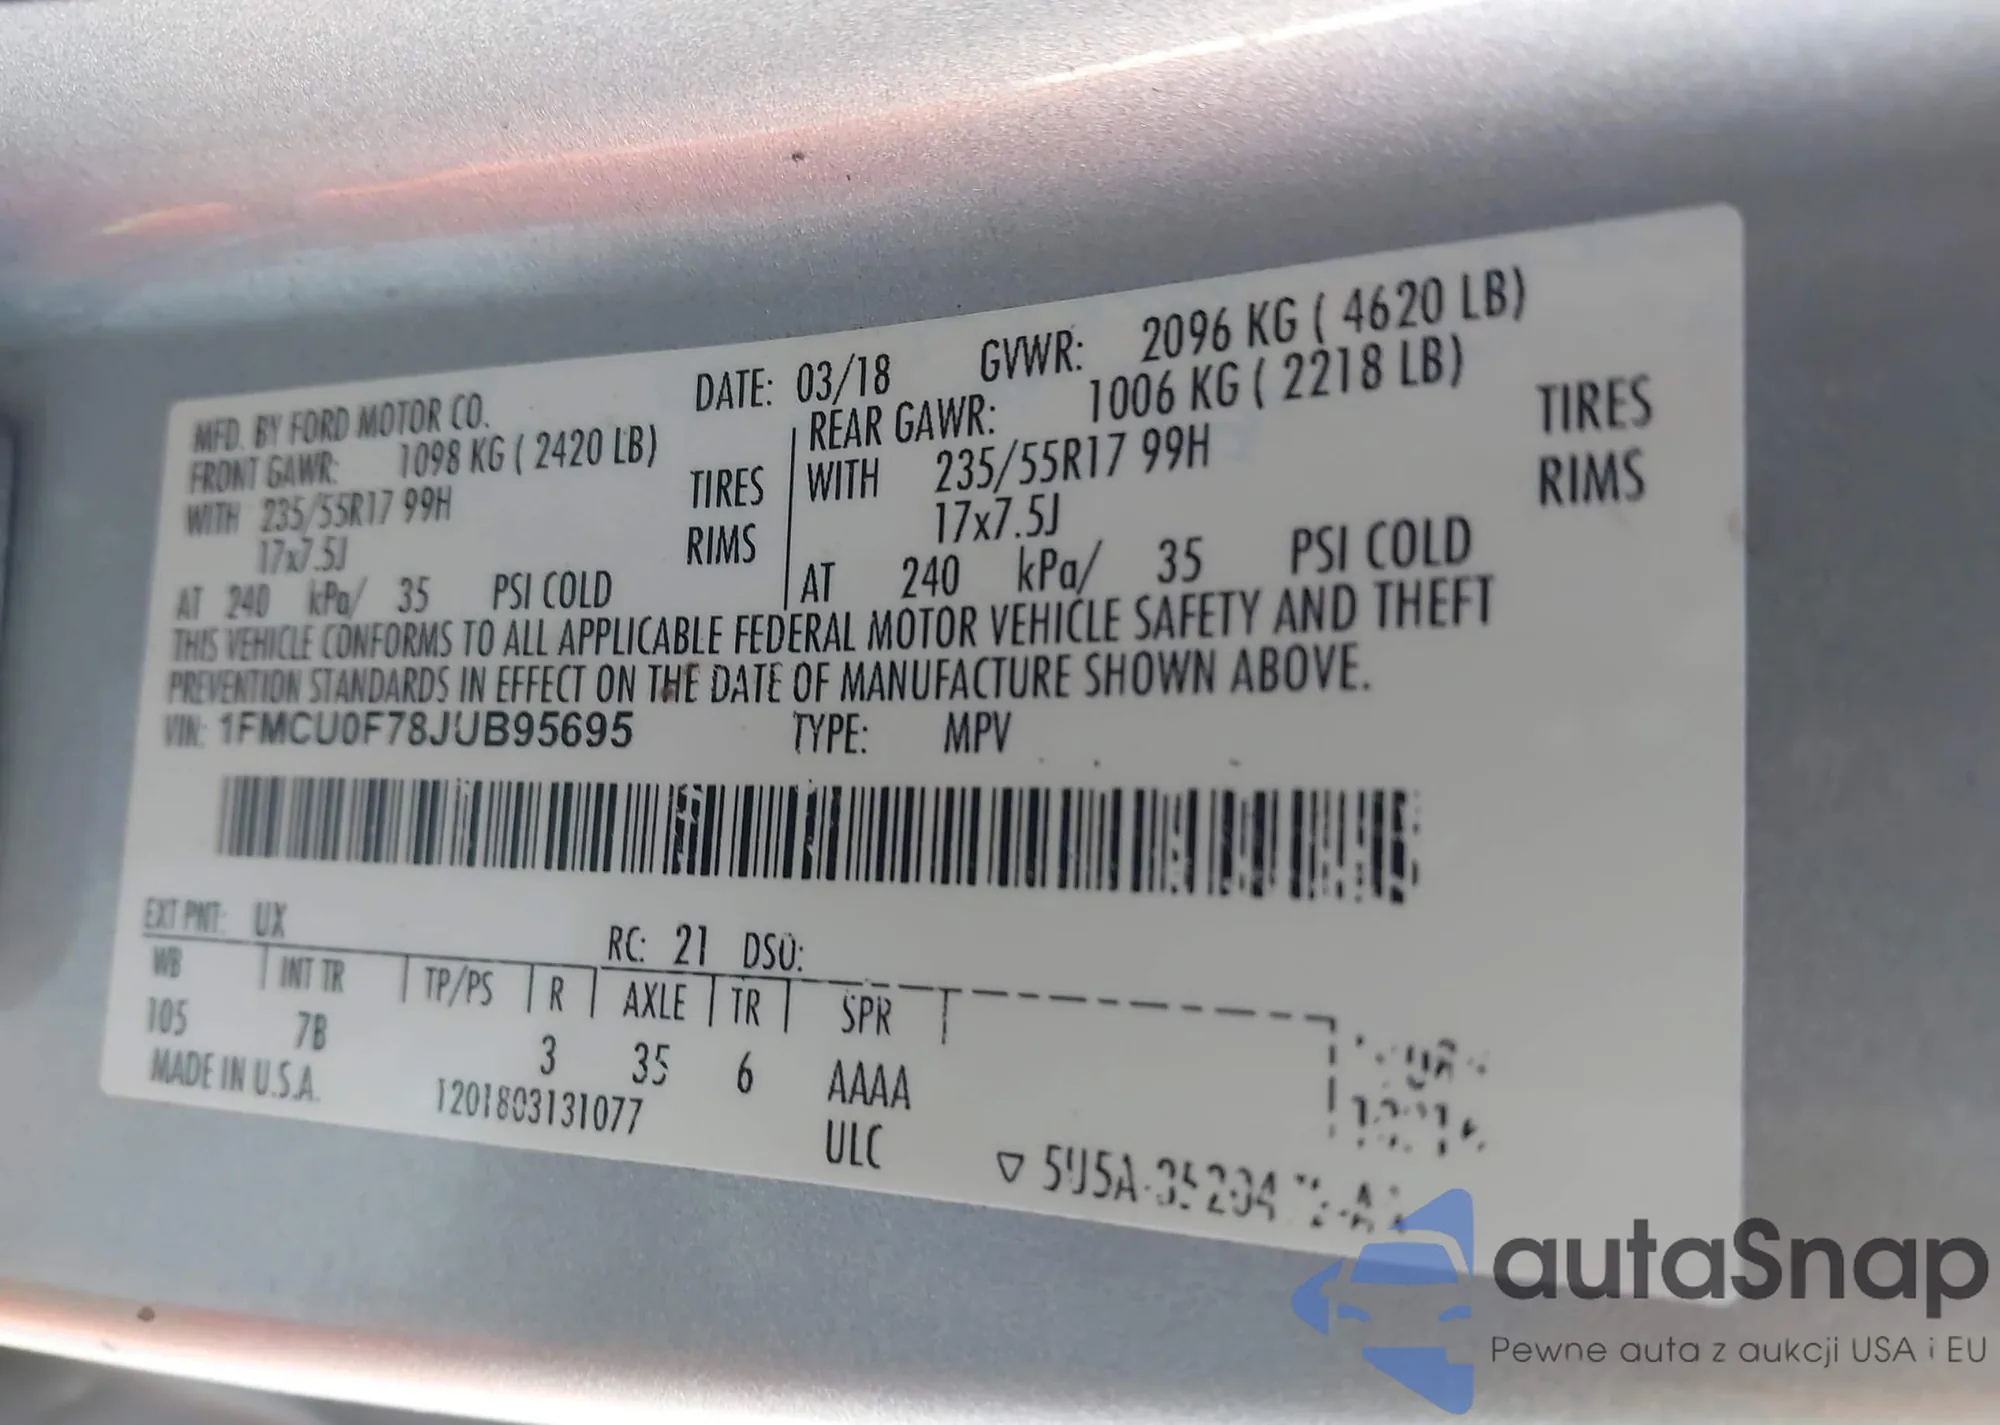 MFD. BY FORD MOTOR CO. DATE: 03/18 GVWR: 2096 KG ( 4620 LB)
FRONT GAWR: 1098 KG ( 2420 LB) REAR GAWR: 1006 KG ( 2218 LB)
WITH 235/55R17 99H TIRES WITH 235/55R17 99H TIRES
17x7.5J RIMS 17x7.5J RIMS
AT 240 kPa/ 35 PSI COLD AT 240 kPa/ 35 PSI COLD
THIS VEHICLE CONFORMS TO ALL APPLICABLE FEDERAL MOTOR VEHICLE SAFETY AND THEFT
PREVENTION STANDARDS IN EFFECT ON THE DATE OF MANUFACTURE SHOWN ABOVE.
VIN: 1FMCU0F78JUB95695 TYPE: MPV
EXT PNT: UX RC: 21 DSO:
WB INT TR TP/PS R AXLE TR SPR
105 7B 3 35 6 AAAA
MADE IN U.S.A. 1201803131077 ULC
autaSnap
Pewne auta z aukcji USA i EU